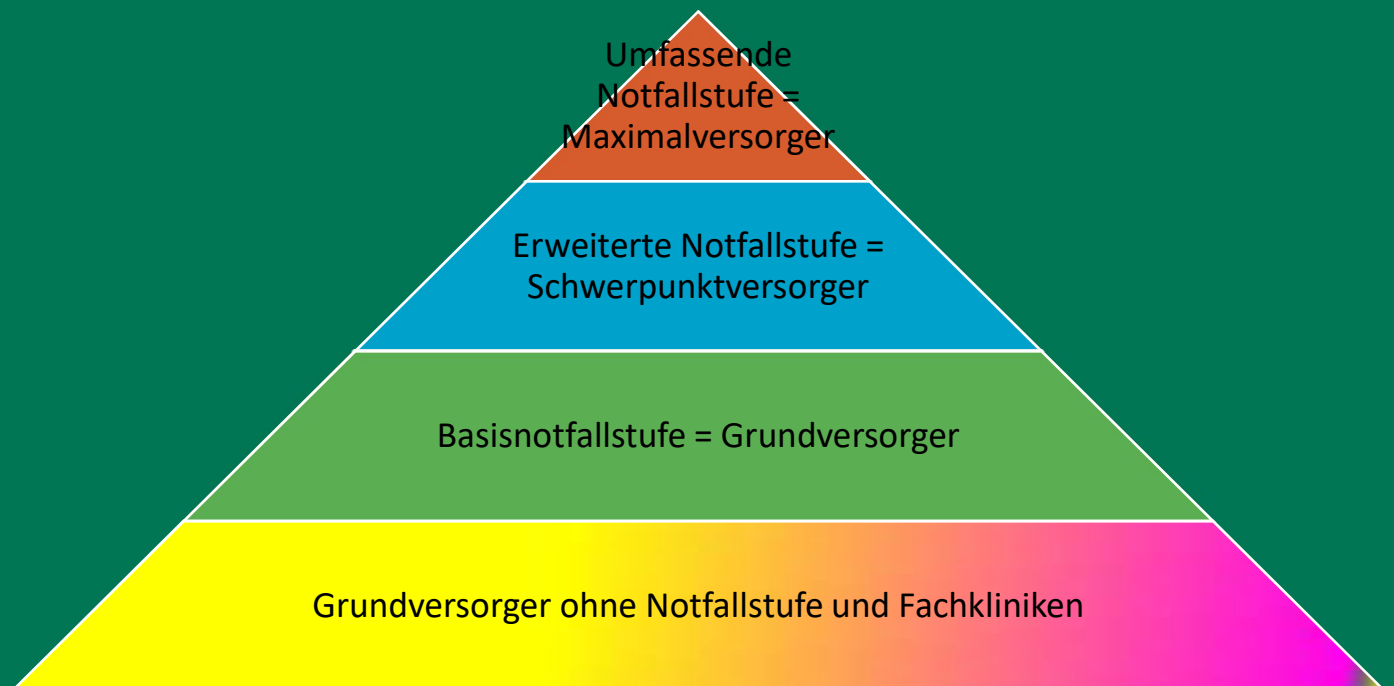 Umfassende
Notfallstufe =
Maximalversorger
Erweiterte Notfallstufe =
Schwerpunktversorger
Basisnotfallstufe = Grundversorger
Grundversorger ohne Notfallstufe und Fachkliniken